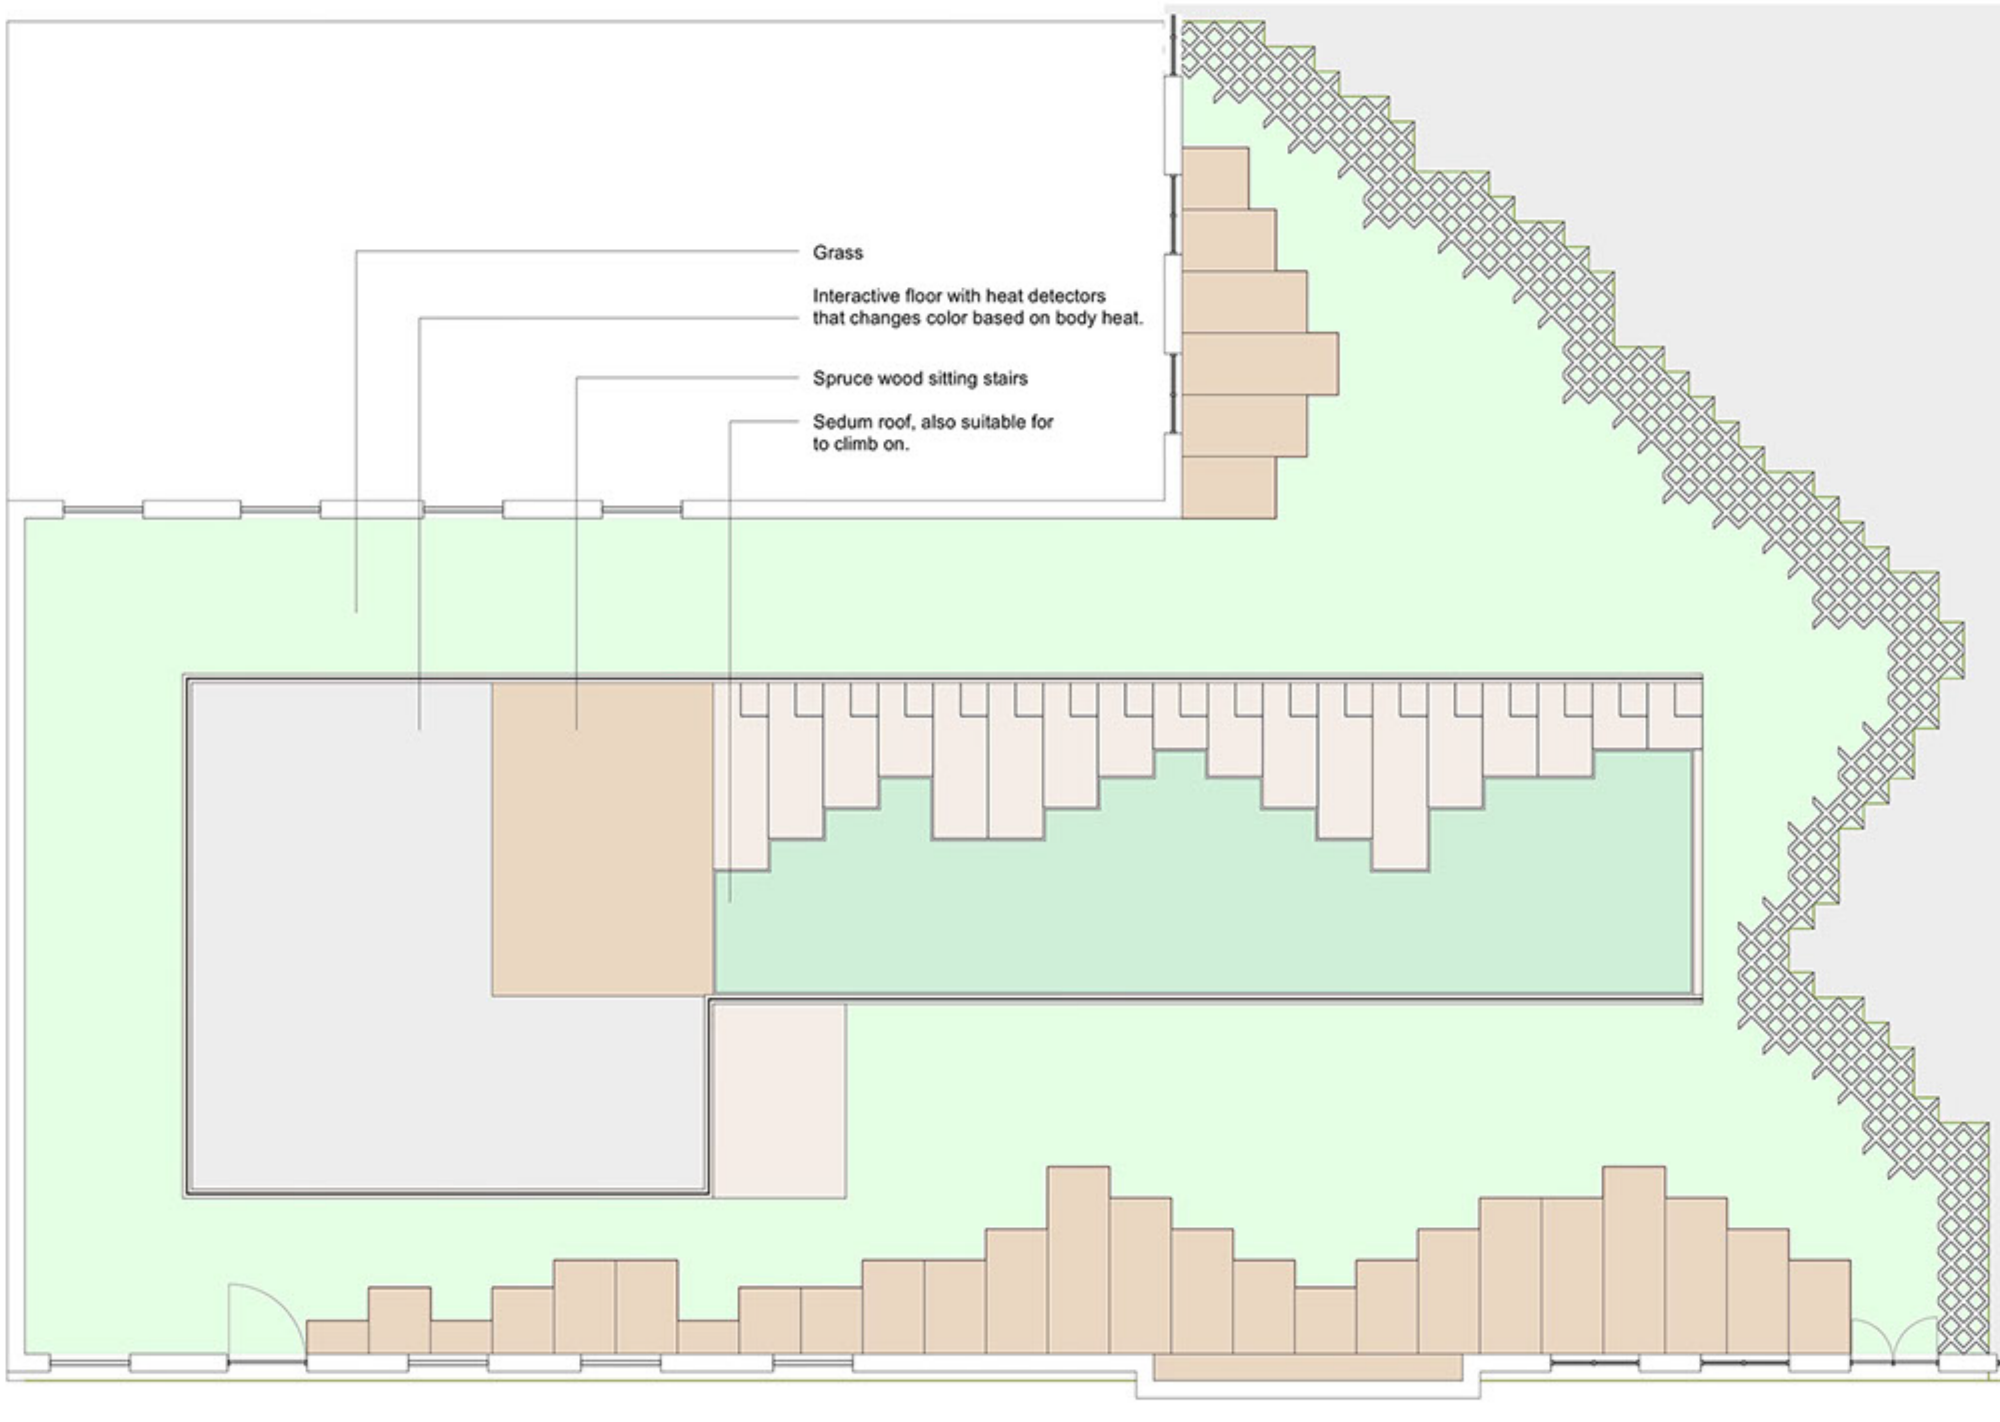 Grass
Interactive floor with heat detectors
that changes color based on body heat.
Spruce wood sitting stairs
Sedum roof, also suitable for
to climb on.